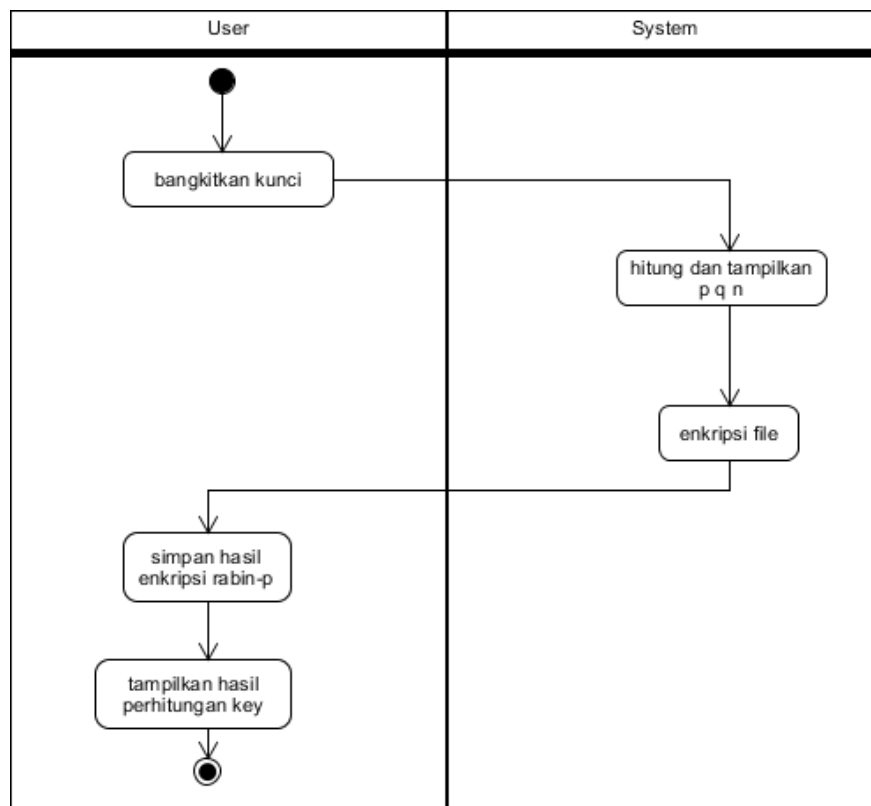 User
System
bangkitkan kunci
hitung dan tampilkan
p q n
enkripsi file
simpan hasil
enkripsi rabin-p
tampilkan hasil
perhitungan key